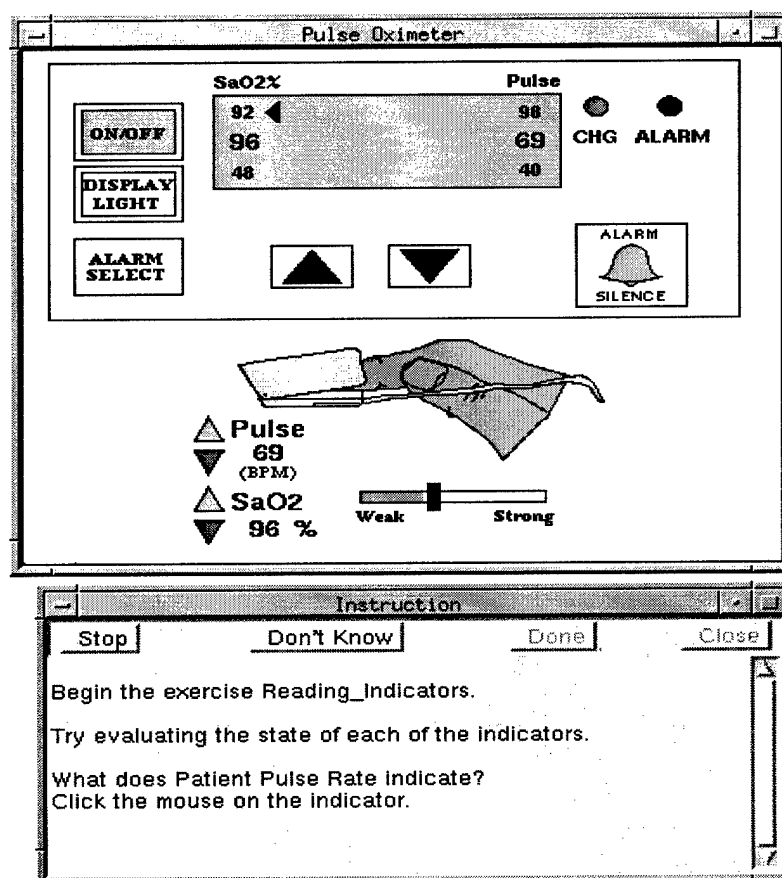 Pulse Oximeter
SaO2% Pulse
92 98
96 69
48 40
ON/OFF
DISPLAY
LIGHT
ALARM
SELECT
CHG ALARM
ALARM
SILENCE
Pulse
69
(BPM)
SaO2
96 %
Weak Strong
Instruction
Stop Don't Know Done Close
Begin the exercise Reading_Indicators.
Try evaluating the state of each of the indicators.
What does Patient Pulse Rate indicate?
Click the mouse on the indicator.